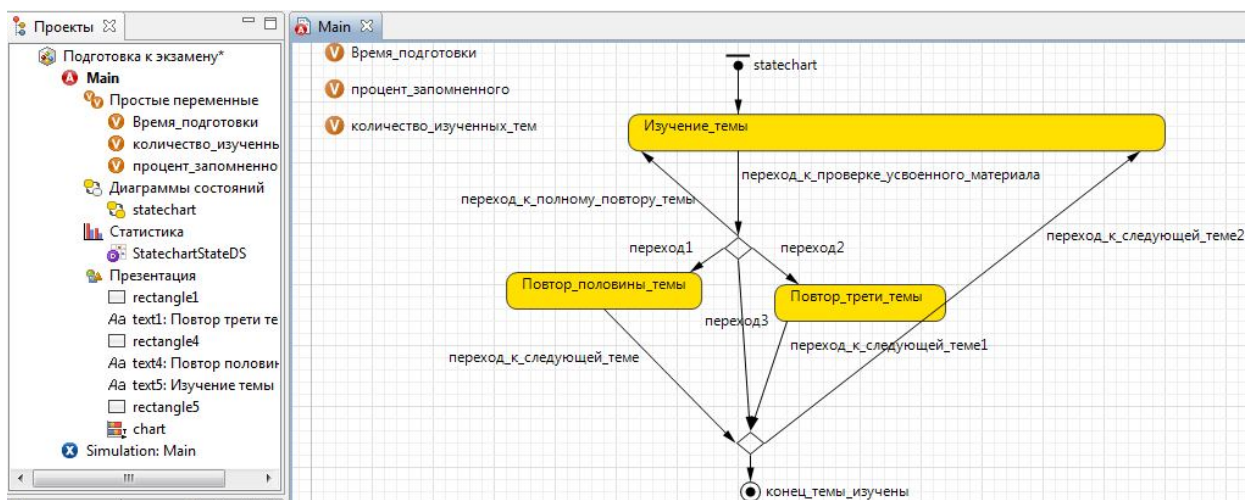 Проекты
Подготовка к экзамену*
Main
Простые переменные
Время_подготовки
количество_изученны
процент_запомненно
Диаграммы состояний
statechart
Статистика
StatechartStateDS
Презентация
rectangle1
Aa text1: Повтор трети те
rectangle4
Aa text4: Повтор половин
Aa text5: Изучение темы
rectangle5
chart
Simulation: Main
Main
Время_подготовки
процент_запомненного
количество_изученных_тем
statechart
Изучение_темы
переход_к_проверке_усвоенного_материала
переход_к_полному_повтору_темы
переход_к_следующей_теме2
переход1
переход2
Повтор_половины_темы
Повтор_трети_темы
переход3
переход_к_следующей_теме
переход_к_следующей_теме1
конец_темы_изучены